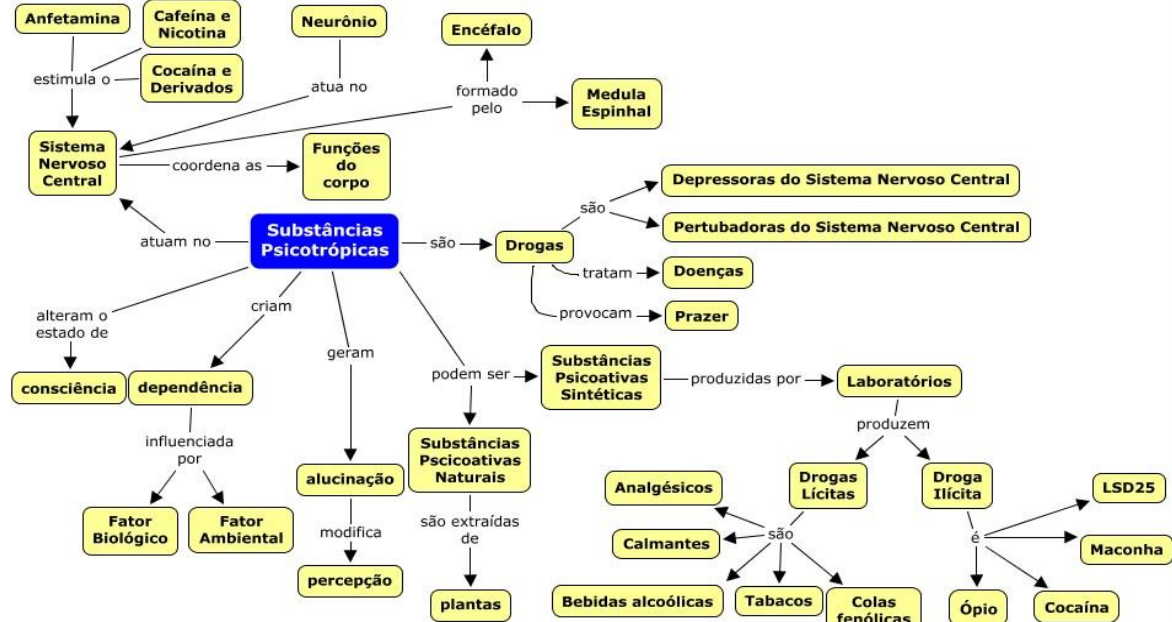 Anfetamina
Cafeína e
Nicotina
Cocaína e
Derivados
estimula o
Neurônio
atua no
Encéfalo
formado
pelo
Medula
Espinhal
Sistema
Nervoso
Central
coordena as
Funções
do
corpo
atuam no
Substâncias
Psicotrópicas
são
Drogas
são
Depressoras do Sistema Nervoso Central
Pertubadoras do Sistema Nervoso Central
tratam
Doenças
provocam
Prazer
alteram o
estado de
consciência
criam
dependência
influenciada
por
Fator
Biológico
Fator
Ambiental
geram
alucinação
modifica
percepção
podem ser
Substâncias
Psicoativas
Sintéticas
produzidas por
Laboratórios
produzem
Substâncias
Pscicoativas
Naturais
são extraídas
de
plantas
Drogas
Lícitas
são
Analgésicos
Calmantes
Bebidas alcoólicas
Tabacos
Colas
fenólicas
Droga
Ilícita
é
LSD25
Maconha
Cocaína
Ópio